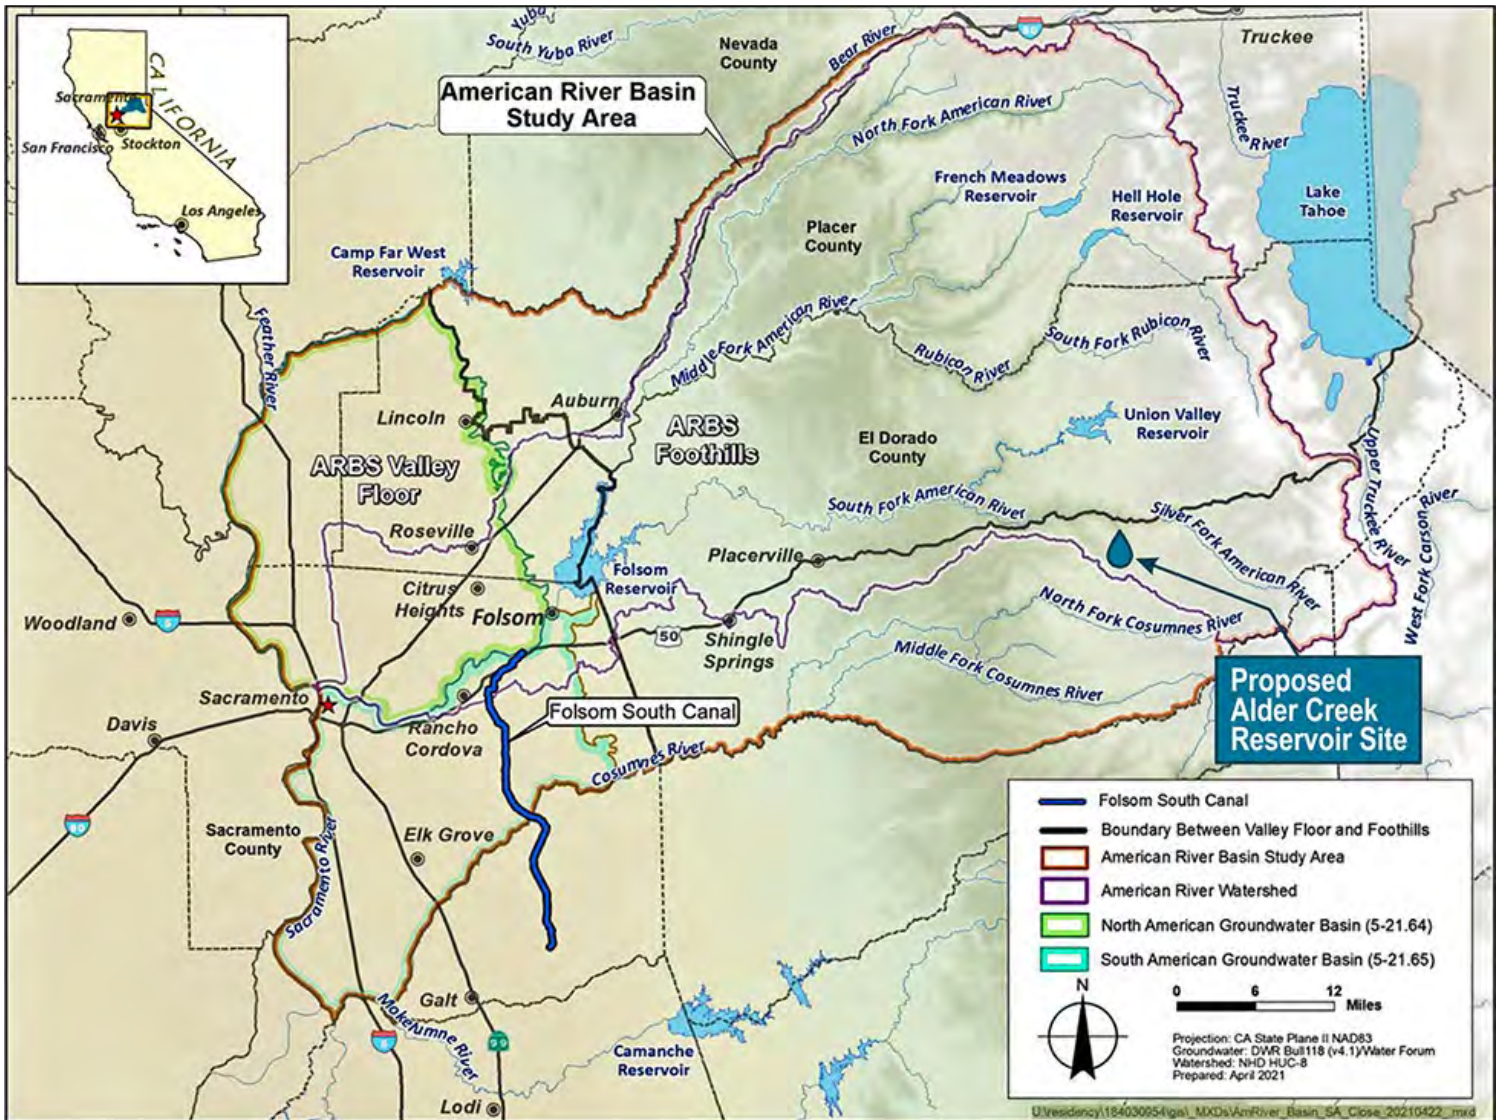 CALIFORNIA
Sacramento
San Francisco
Stockton
Los Angeles
Yuba
South Yuba River
Nevada
County
Bear River
80
Truckee
American River Basin
Study Area
North Fork American River
Truckee River
French Meadows
Reservoir
Hell Hole
Reservoir
Lake
Tahoe
Placer
County
Camp Far West
Reservoir
Feather River
Middle Fork American River
Rubicon River
South Fork Rubicon River
Lincoln
Auburn
ARBS
Foothills
El Dorado
County
Union Valley
Reservoir
ARBS Valley
Floor
South Fork American River
Silver Fork American River
Upper Truckee River
West Fork Carson River
Roseville
Placerville
Folsom
Reservoir
Citrus
Heights
Folsom
Woodland
5
50
Shingle
Springs
North Fork Cosumnes River
Middle Fork Cosumnes River
Sacramento
Davis
Rancho
Cordova
Folsom South Canal
Cosumnes River
Proposed
Alder Creek
Reservoir Site
80
Sacramento
County
Elk Grove
Sacramento River
Galt
Mokelumne River
5
99
Camanche
Reservoir
Lodi
Folsom South Canal
Boundary Between Valley Floor and Foothills
American River Basin Study Area
American River Watershed
North American Groundwater Basin (5-21.64)
South American Groundwater Basin (5-21.65)
N
0 6 12
Miles
Projection: CA State Plane II NAD83
Groundwater: DWR Bull118 (v4.1)/Water Forum
Watershed: NHD HUC-8
Prepared: April 2021